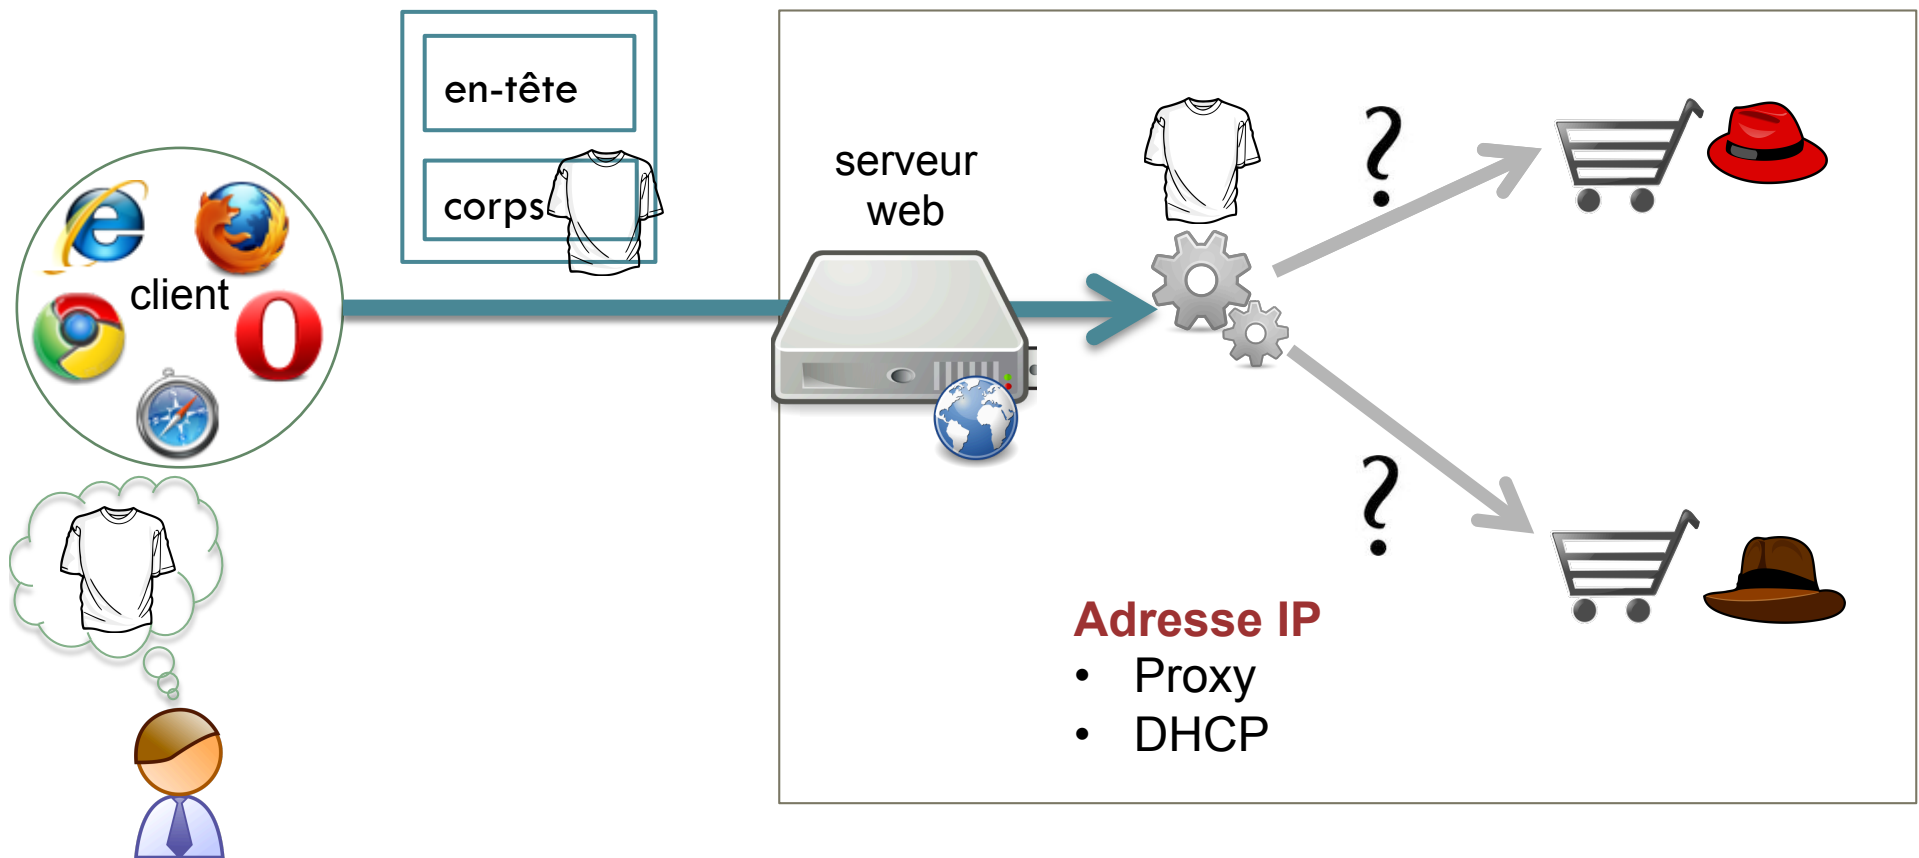 en-tête
corps
client
serveur
web
?
?
Adresse IP
• Proxy
• DHCP